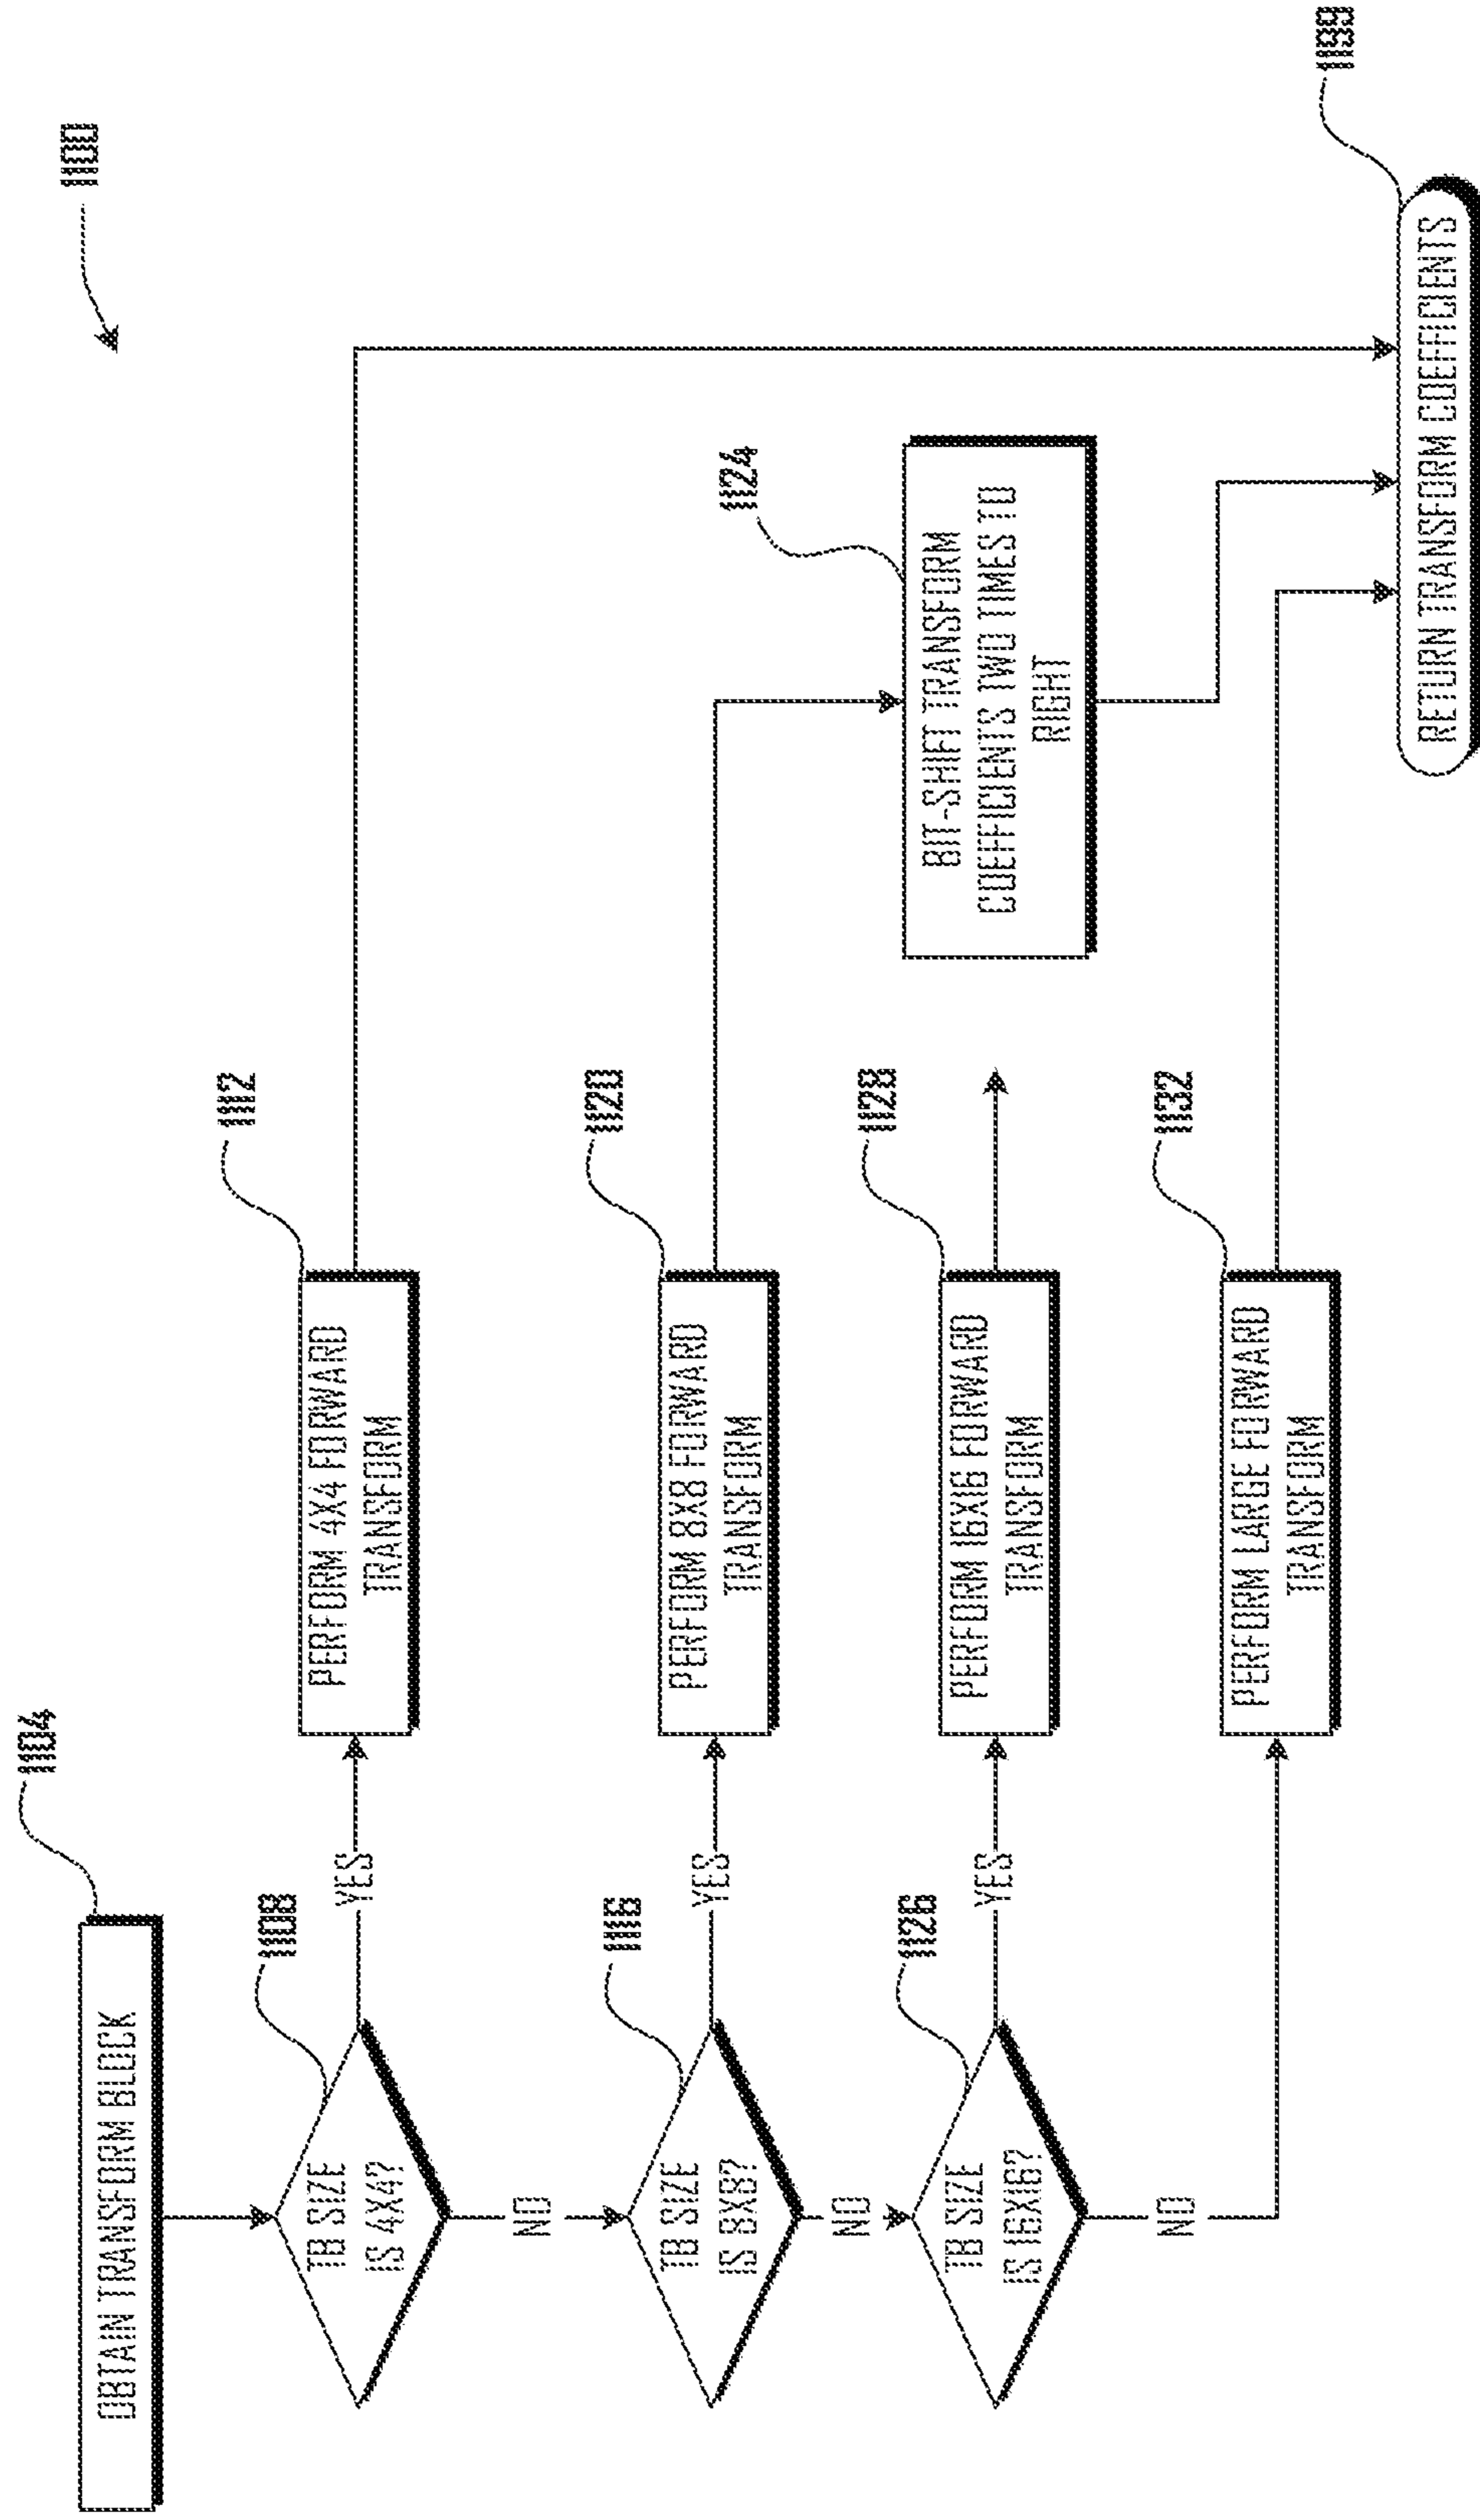 1100
OBTAIN TRANSFORM BLOCK
1104
TB SIZE
IS 4X4?
1108
YES
PERFORM 4X4 FORWARD
TRANSFORM
1112
NO
TB SIZE
IS 8X8?
1116
YES
PERFORM 8X8 FORWARD
TRANSFORM
1120
BIT-SHIFT TRANSFORM
COEFFICIENTS TWO TIMES TO
RIGHT
1124
NO
TB SIZE
IS 16X16?
1126
YES
PERFORM 16X16 FORWARD
TRANSFORM
1128
NO
PERFORM LARGE FORWARD
TRANSFORM
1132
RETURN TRANSFORM COEFFICIENTS
1199